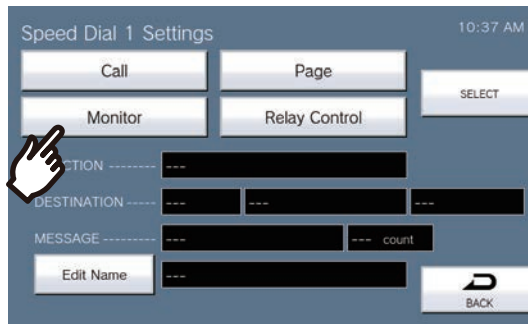 Speed Dial 1 Settings 10:37 AM
Call Page
SELECT
Monitor Relay Control
CTION -------- ---
DESTINATION ----- --- --- ---
MESSAGE --------- --- --- count
Edit Name ---
BACK